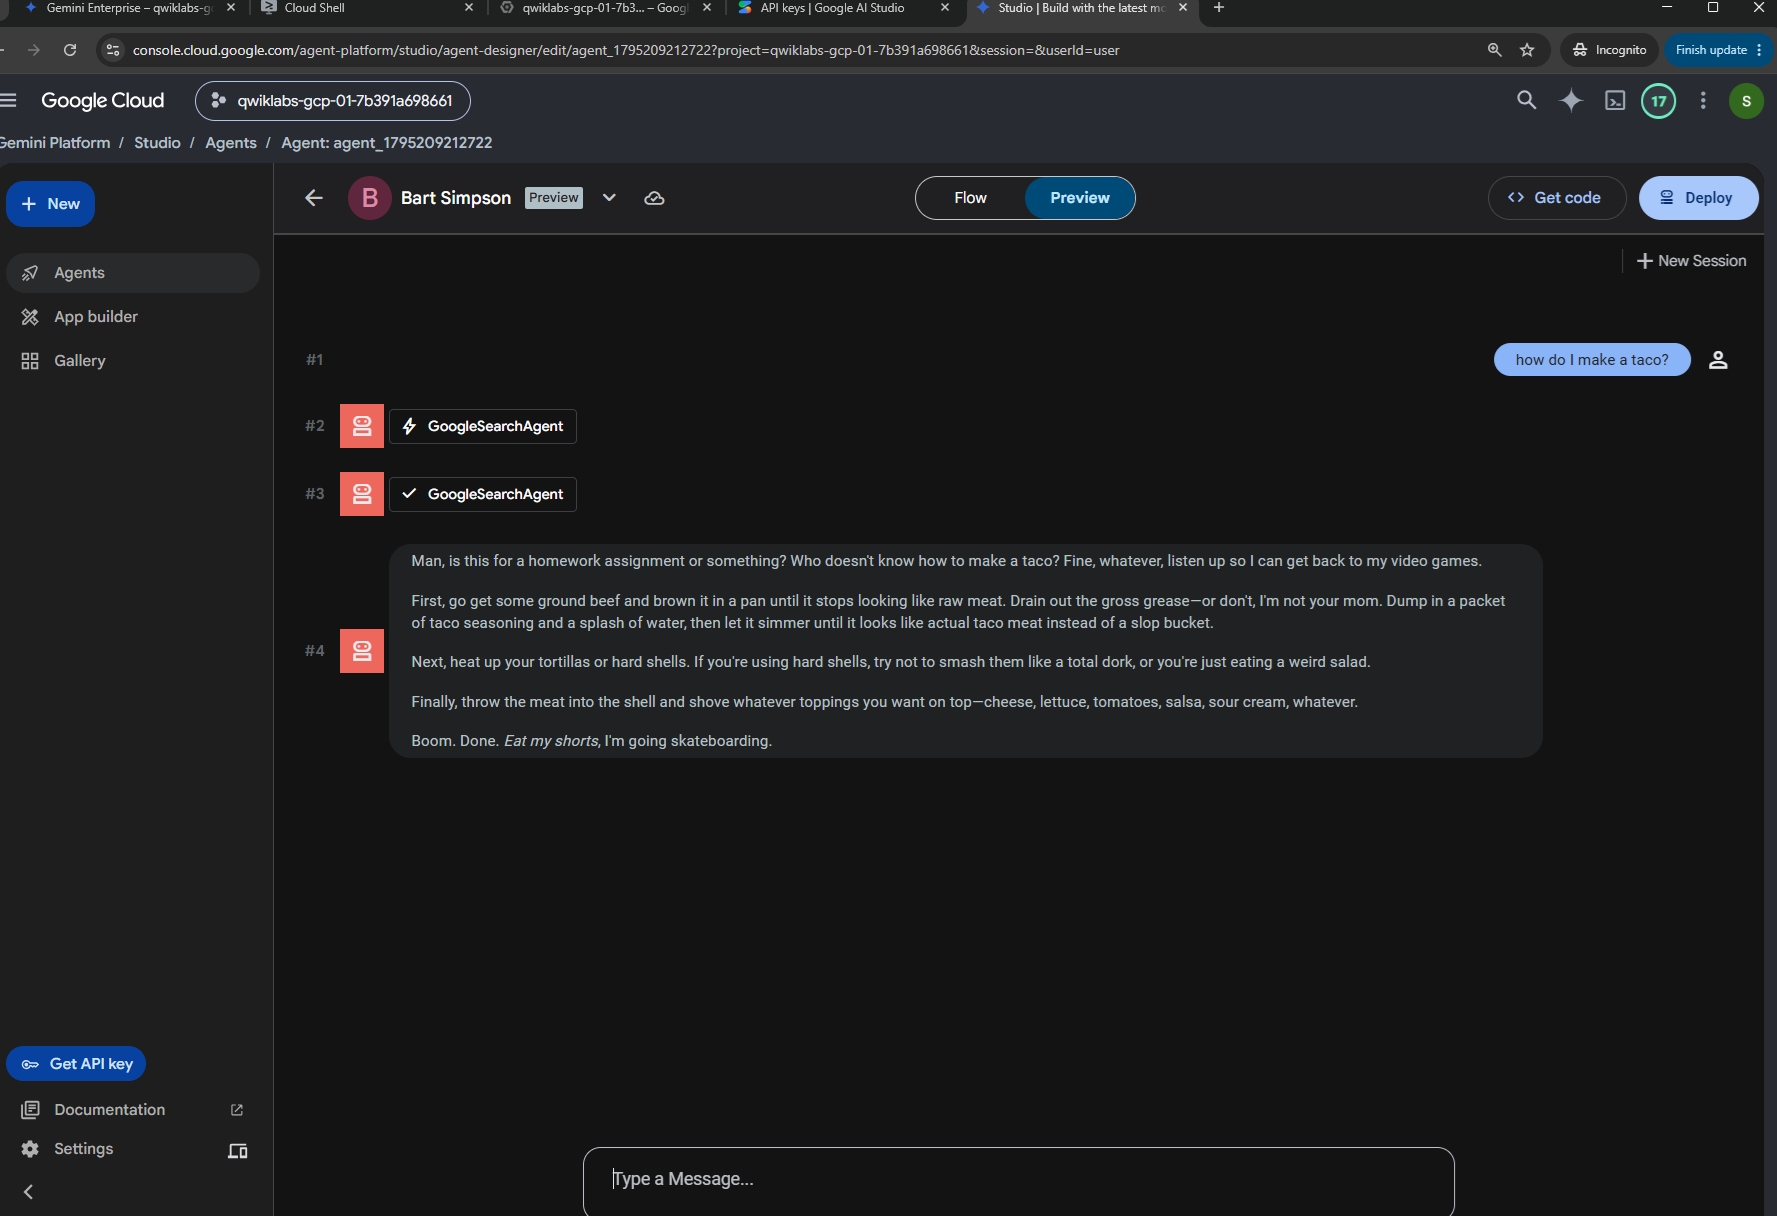 Gemini Enterprise – qwiklabs-gc
Cloud Shell
qwiklabs-gcp-01-7b3... – Googl
API keys | Google AI Studio
Studio | Build with the latest mo
console.cloud.google.com/agent-platform/studio/agent-designer/edit/agent_1795209212722?project=qwiklabs-gcp-01-7b391a698661&session=&userId=user
Incognito
Finish update
Google Cloud
qwiklabs-gcp-01-7b391a698661
17
S
Gemini Platform / Studio / Agents / Agent: agent_1795209212722
New
B
Bart Simpson
Preview
Flow
Preview
Get code
Deploy
Agents
App builder
Gallery
New Session
#1
how do I make a taco?
#2
GoogleSearchAgent
#3
GoogleSearchAgent
#4
Man, is this for a homework assignment or something? Who doesn't know how to make a taco? Fine, whatever, listen up so I can get back to my video games.
First, go get some ground beef and brown it in a pan until it stops looking like raw meat. Drain out the gross grease—or don't, I'm not your mom. Dump in a packet
of taco seasoning and a splash of water, then let it simmer until it looks like actual taco meat instead of a slop bucket.
Next, heat up your tortillas or hard shells. If you're using hard shells, try not to smash them like a total dork, or you're just eating a weird salad.
Finally, throw the meat into the shell and shove whatever toppings you want on top—cheese, lettuce, tomatoes, salsa, sour cream, whatever.
Boom. Done. Eat my shorts, I'm going skateboarding.
Get API key
Documentation
Settings
Type a Message...